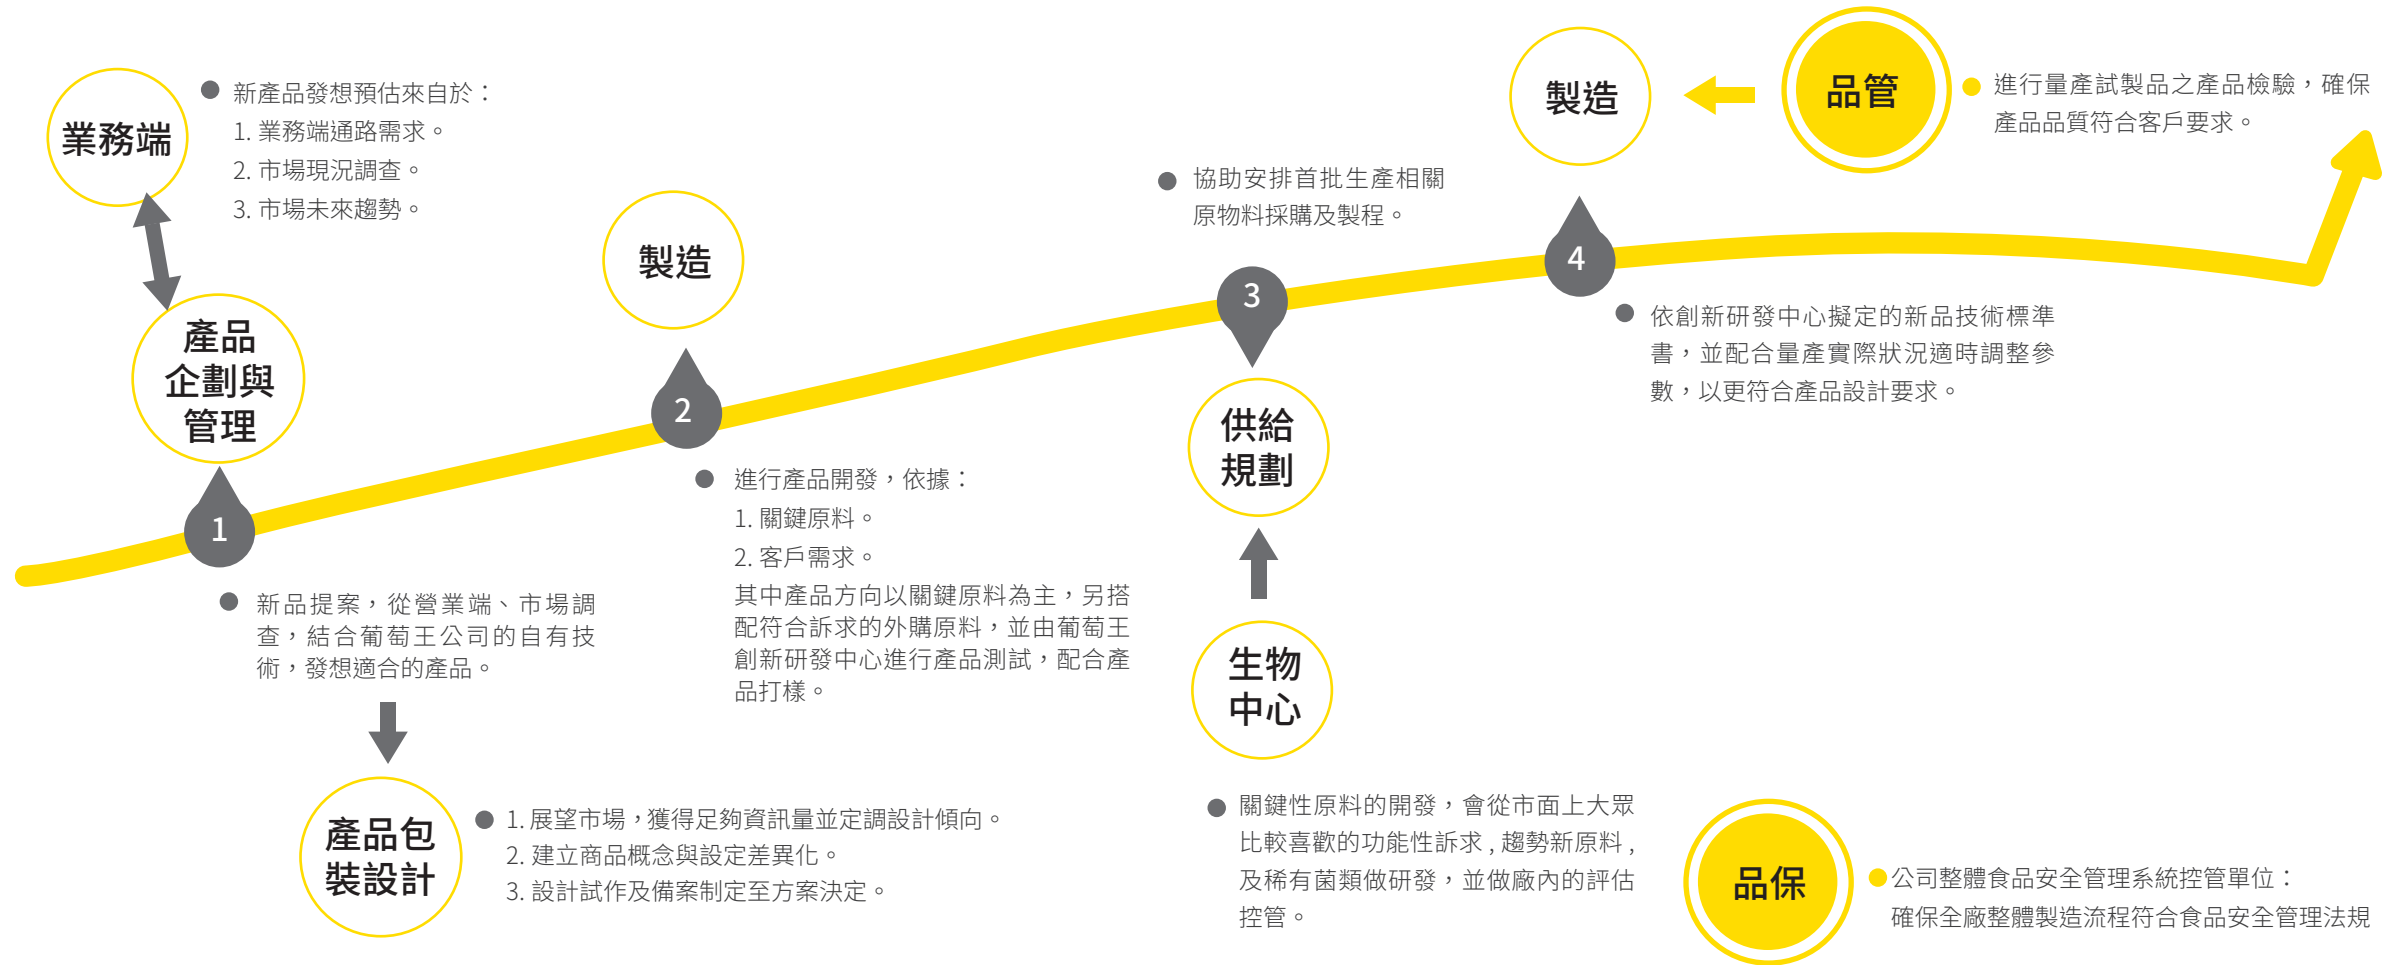 業務端
新產品發想預估來自於：
1. 業務端通路需求。
2. 市場現況調查。
3. 市場未來趨勢。
產品
企劃與
管理
1
新品提案，從營業端、市場調
查，結合葡萄王公司的自有技
術，發想適合的產品。
產品包
裝設計
1. 展望市場，獲得足夠資訊量並定調設計傾向。
2. 建立商品概念與設定差異化。
3. 設計試作及備案制定至方案決定。
製造
2
進行產品開發，依據：
1. 關鍵原料。
2. 客戶需求。
其中產品方向以關鍵原料為主，另搭
配符合訴求的外購原料，並由葡萄王
創新研發中心進行產品測試，配合產
品打樣。
協助安排首批生產相關
原物料採購及製程。
3
供給
規劃
生物
中心
關鍵性原料的開發，會從市面上大眾
比較喜歡的功能性訴求 , 趨勢新原料 ,
及稀有菌類做研發，並做廠內的評估
控管。
製造
4
依創新研發中心擬定的新品技術標準
書，並配合量產實際狀況適時調整參
數，以更符合產品設計要求。
品管
進行量產試製品之產品檢驗，確保
產品品質符合客戶要求。
品保
公司整體食品安全管理系統控管單位：
確保全廠整體製造流程符合食品安全管理法規